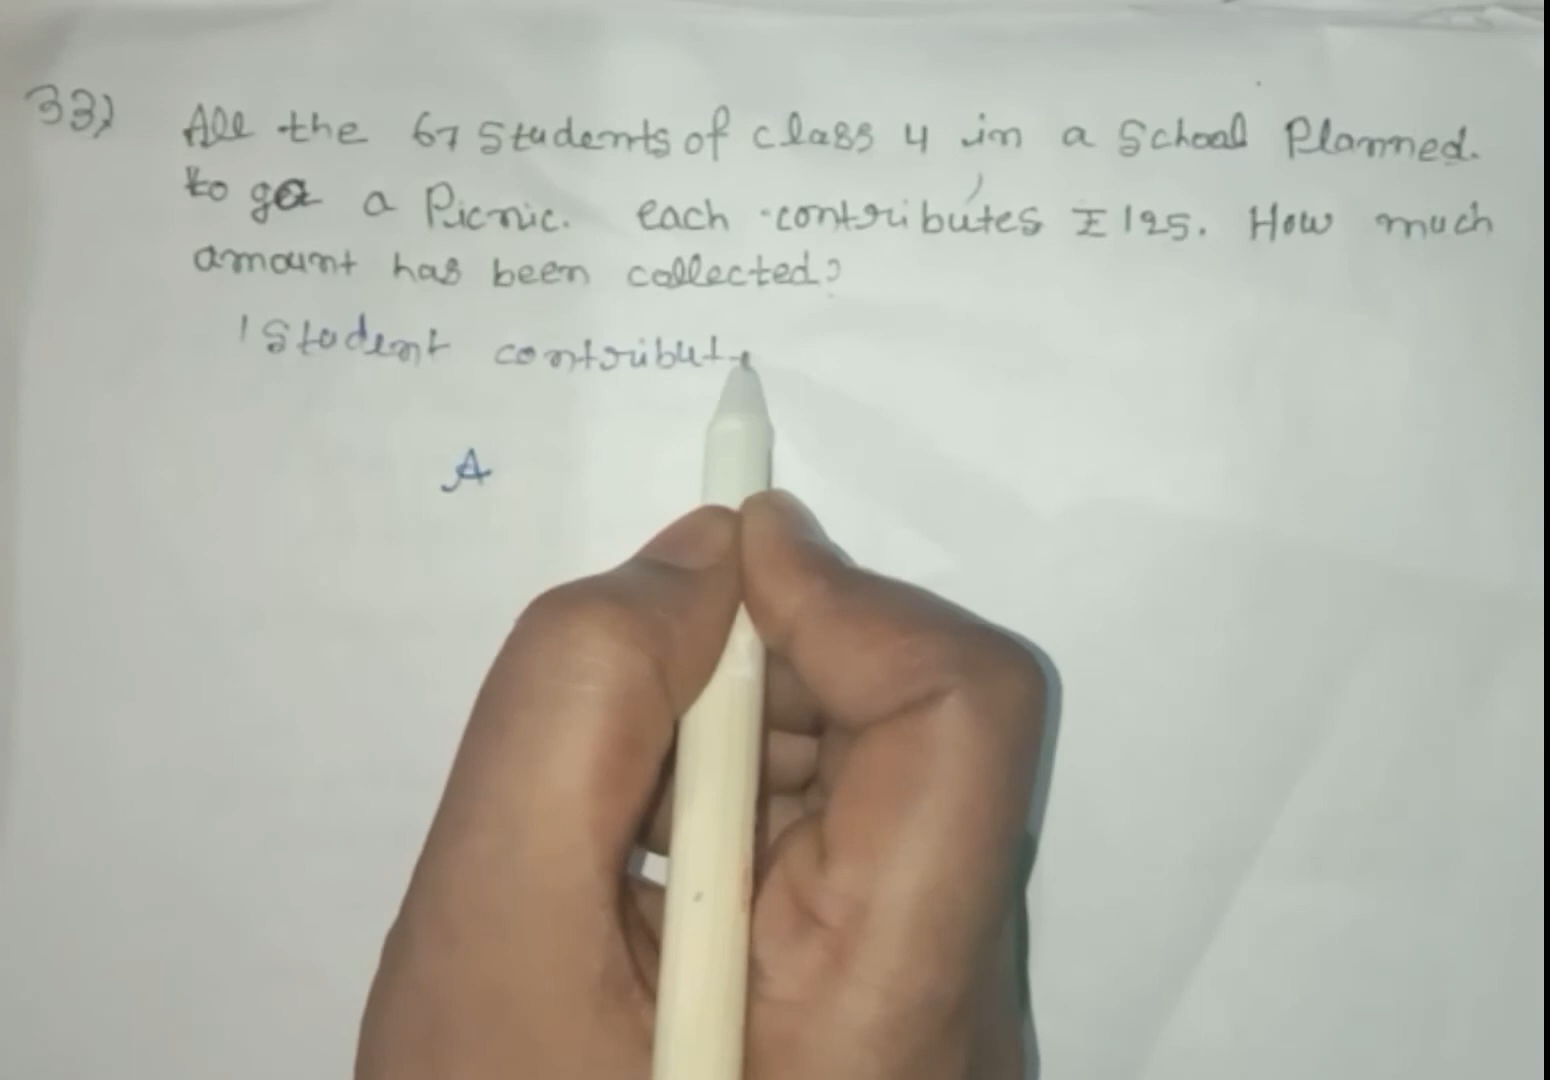 33) All the 67 Students of class 4 in a School Planned.
to go a Picnic. each contributes ₹125. How much
amount has been collected?
1 Student contribute
A